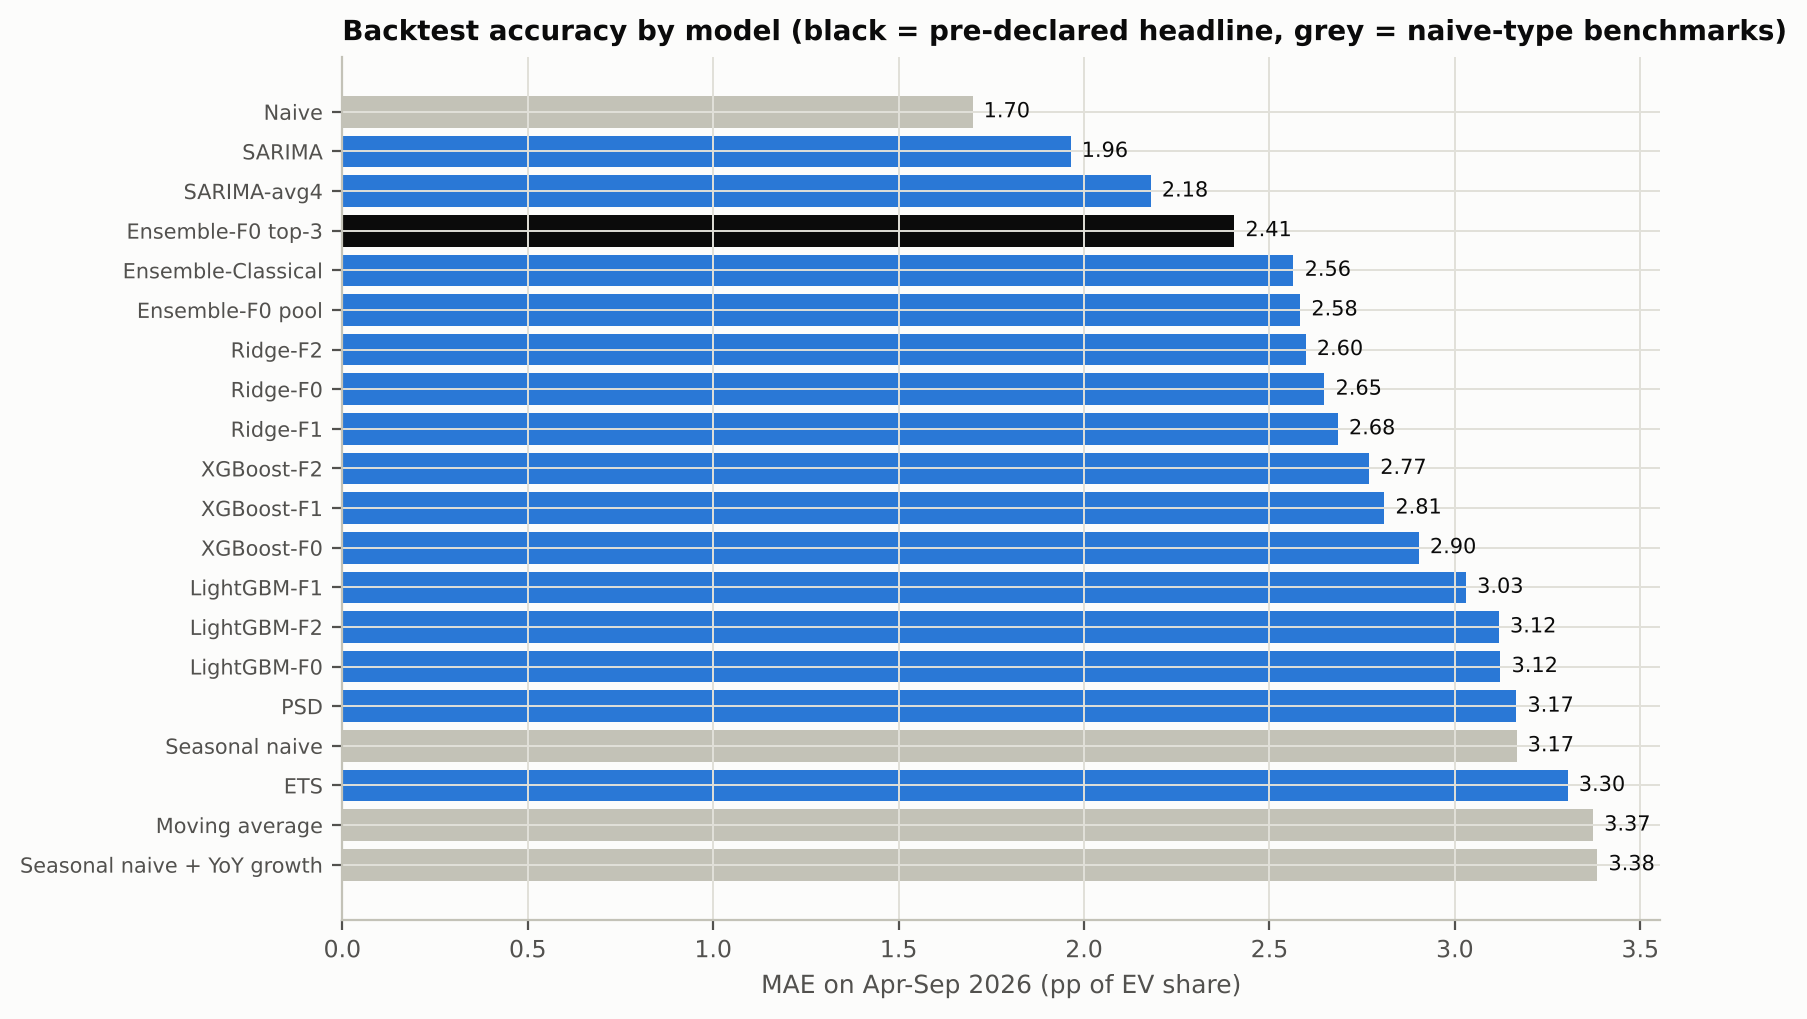 Backtest accuracy by model (black = pre-declared headline, grey = naive-type benchmarks)
Naive 1.70
SARIMA 1.96
SARIMA-avg4 2.18
Ensemble-F0 top-3 2.41
Ensemble-Classical 2.56
Ensemble-F0 pool 2.58
Ridge-F2 2.60
Ridge-F0 2.65
Ridge-F1 2.68
XGBoost-F2 2.77
XGBoost-F1 2.81
XGBoost-F0 2.90
LightGBM-F1 3.03
LightGBM-F2 3.12
LightGBM-F0 3.12
PSD 3.17
Seasonal naive 3.17
ETS 3.30
Moving average 3.37
Seasonal naive + YoY growth 3.38
0.0 0.5 1.0 1.5 2.0 2.5 3.0 3.5
MAE on Apr-Sep 2026 (pp of EV share)